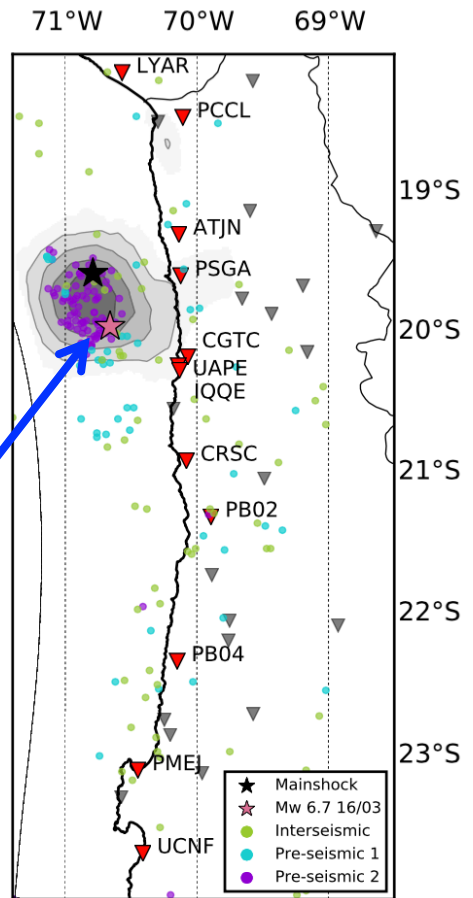 71°W 70°W 69°W
LYAR
PCCL
19°S
ATJN
PSGA
20°S
CGTC
UAPE
IQQE
21°S
CRSC
PB02
22°S
PB04
23°S
PMEJ
Mainshock
Mw 6.7 16/03
Interseismic
Pre-seismic 1
Pre-seismic 2
UCNF